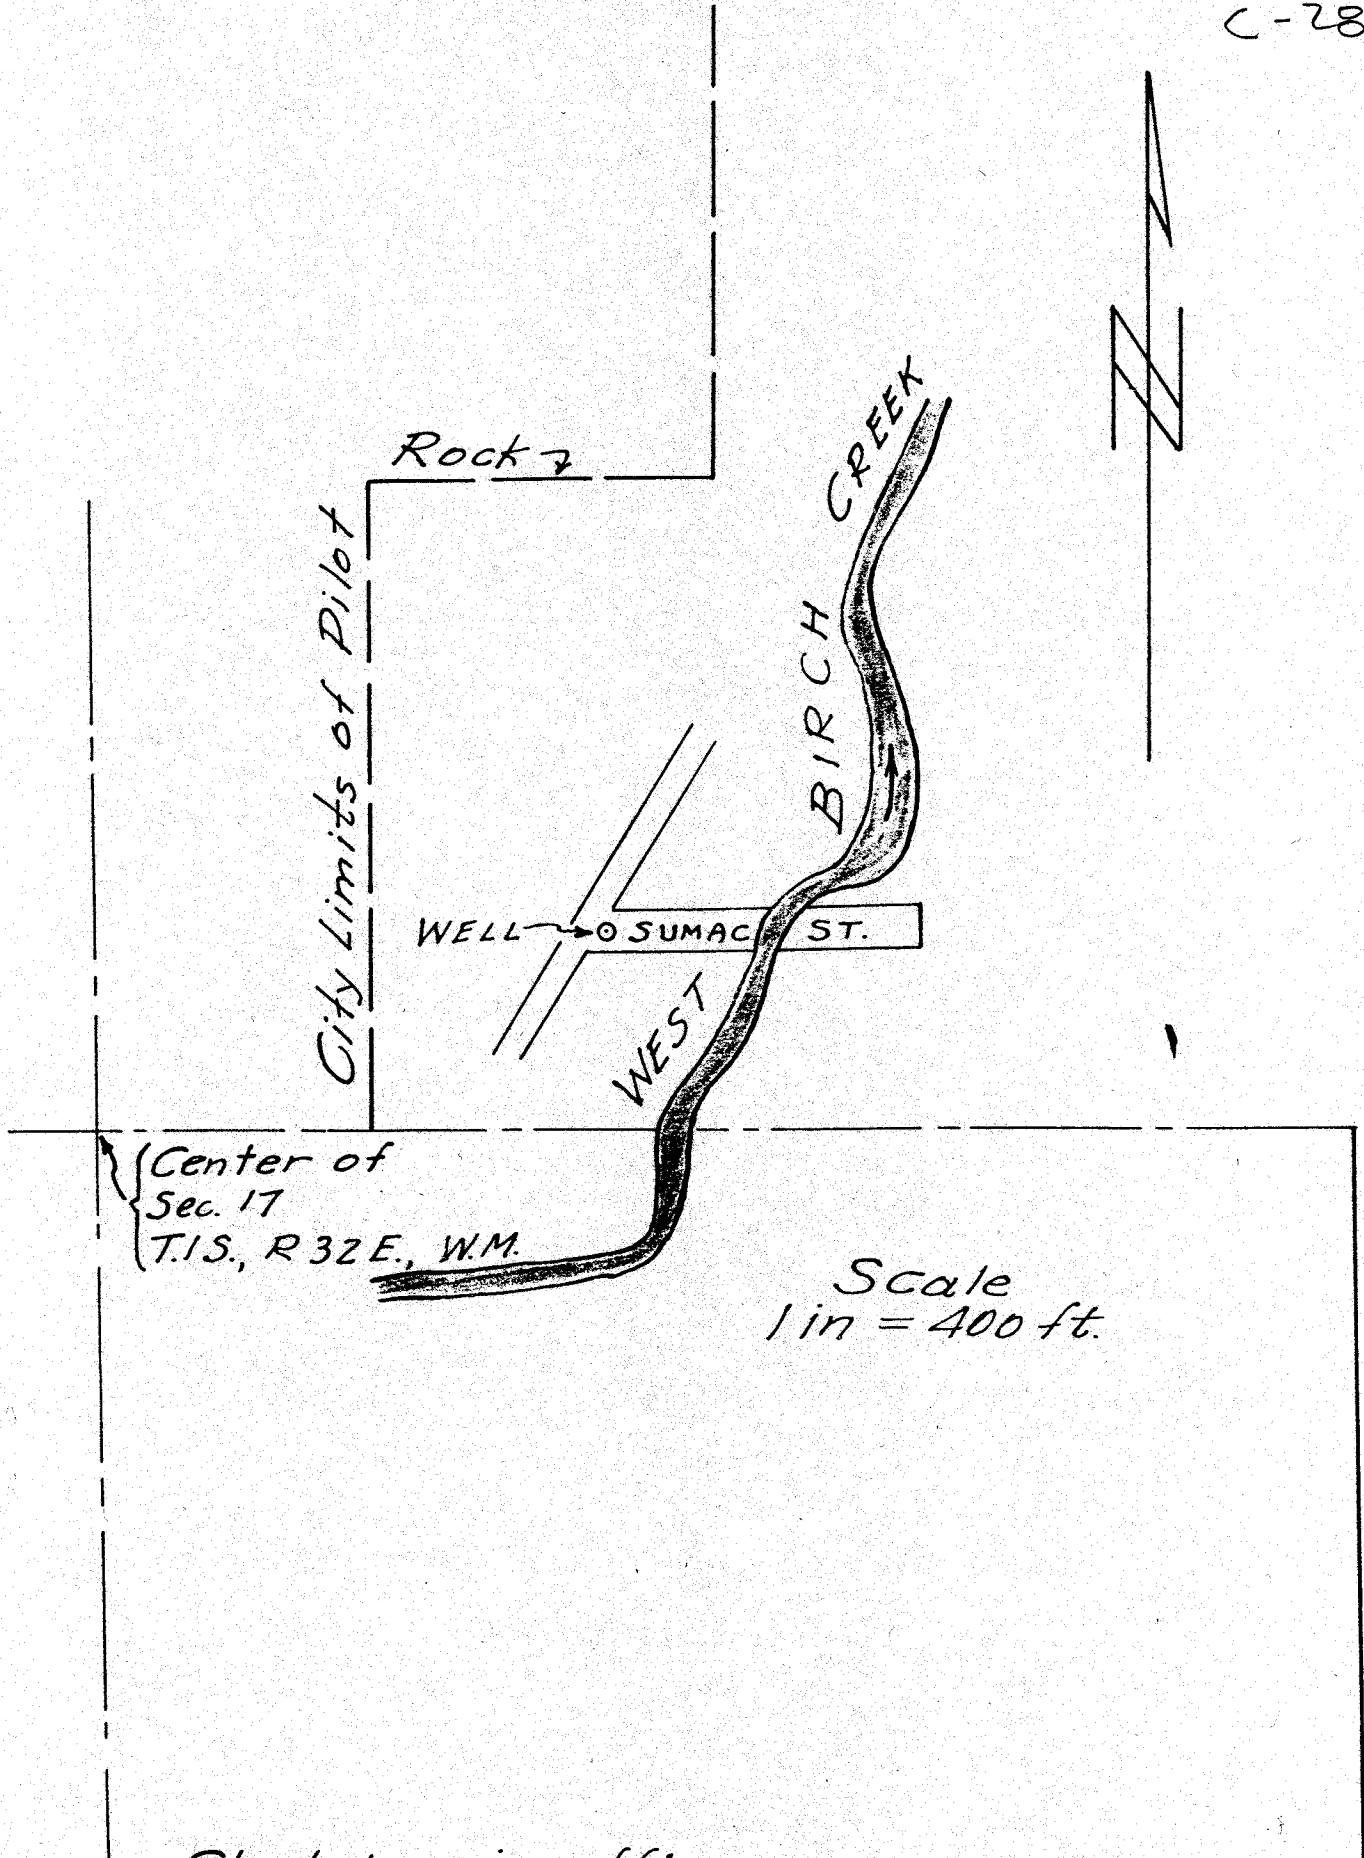 C-28
N
CREEK
Rock
City Limits of Pilot
BIRCH
WELL
SUMAC ST.
WEST
Center of
Sec. 17
T.1S., R 32 E., W.M.
Scale
1 in = 400 ft.